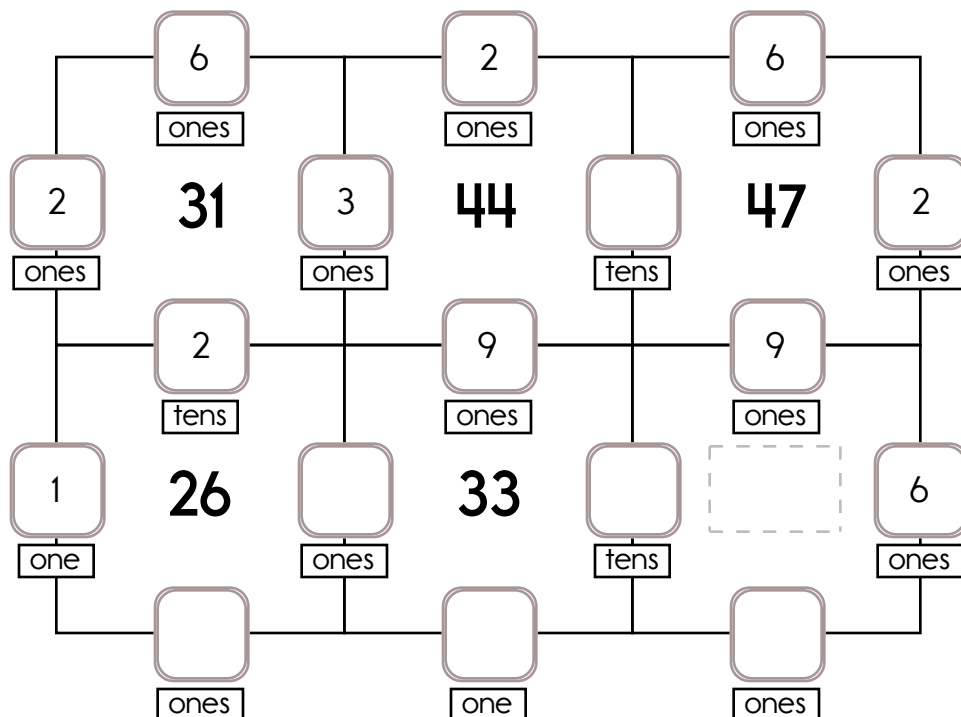 6 2 6
ones ones ones
2 31 3 44 47 2
ones ones tens ones
2 9 9
tens ones ones
1 26 33 6
one ones tens ones
ones one ones